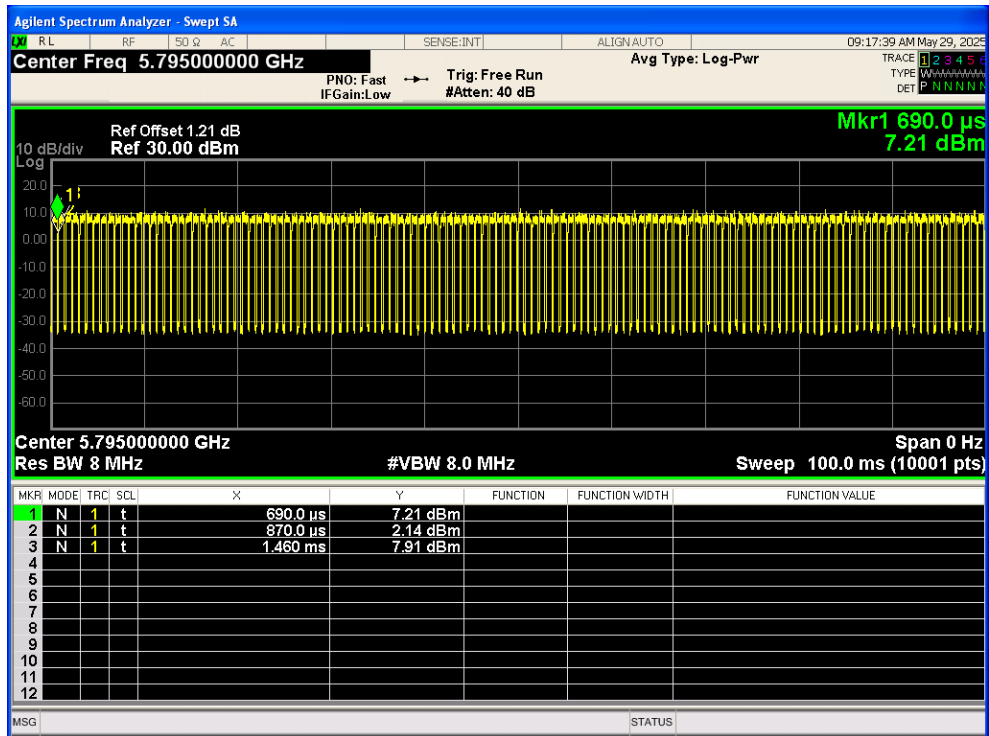 Agilent Spectrum Analyzer - Swept SA
LXI RL RF 50 Ω AC SENSE:INT ALIGN AUTO 09:17:39 AM May 29, 2025
Center Freq 5.795000000 GHz
Avg Type: Log-Pwr
TRACE 1 2 3 4 5 6
PNO: Fast Trig: Free Run
TYPE W
IFGain:Low #Atten: 40 dB
DET P N N N N N
Mkr1 690.0 µs
Ref Offset 1.21 dB
10 dB/div Ref 30.00 dBm 7.21 dBm
Log
20.0
1
10.0
0.00
-10.0
-20.0
-30.0
-40.0
-50.0
-60.0
Center 5.795000000 GHz Span 0 Hz
Res BW 8 MHz #VBW 8.0 MHz Sweep 100.0 ms (10001 pts)
MKR MODE TRC SCL X Y FUNCTION FUNCTION WIDTH FUNCTION VALUE
1 N 1 t 690.0 µs 7.21 dBm
2 N 1 t 870.0 µs 2.14 dBm
3 N 1 t 1.460 ms 7.91 dBm
4
5
6
7
8
9
10
11
12
MSG STATUS